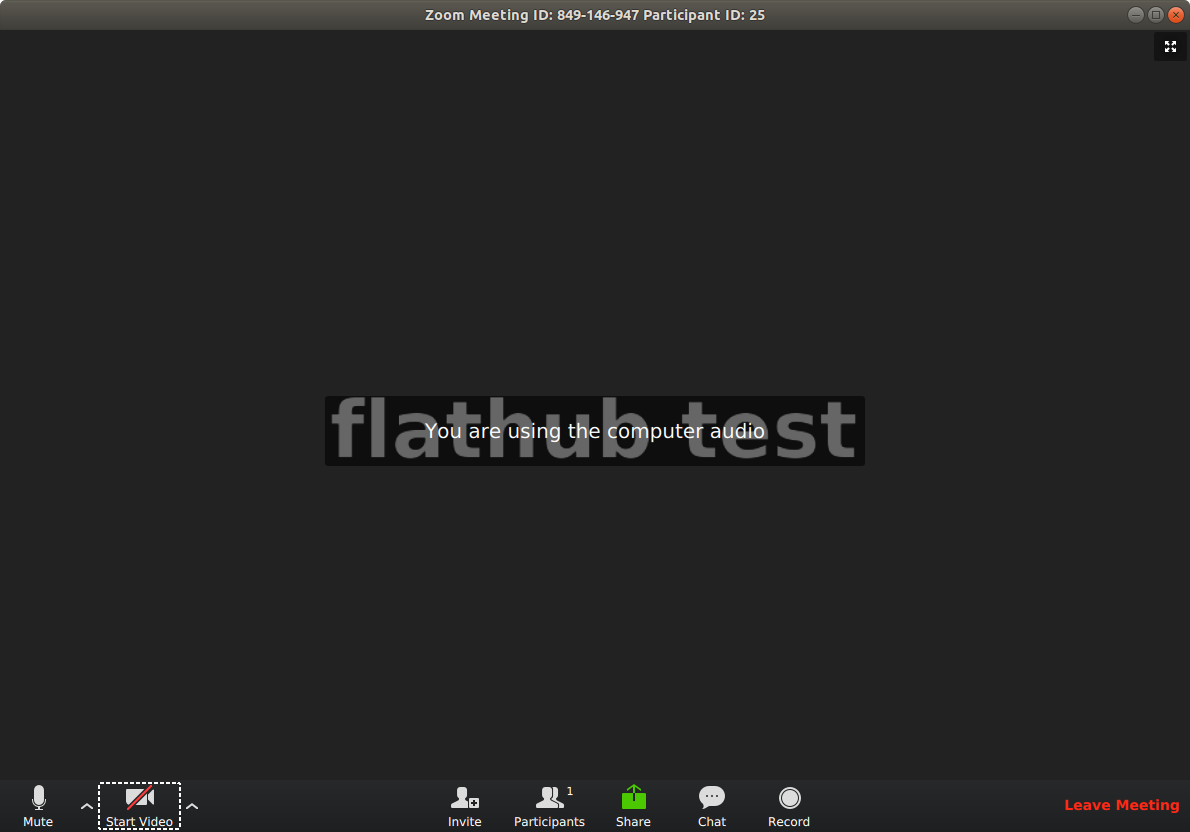 Zoom Meeting ID: 849-146-947 Participant ID: 25
flathub test
You are using the computer audio
1
Mute
Start Video
Invite
Participants
Share
Chat
Record
Leave Meeting